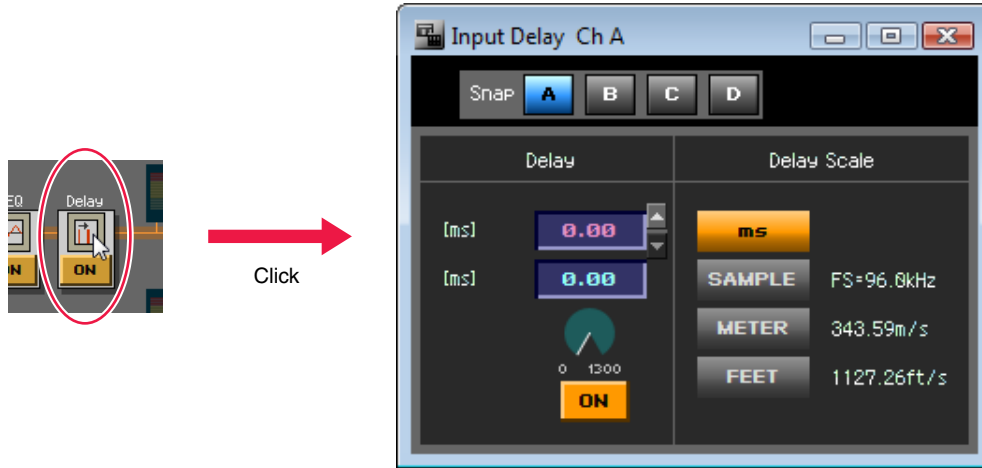 Input Delay Ch A
Snap A B C D
Delay
Delay Scale
[ms] 0.00
[ms] 0.00
0 1300
ON
ms
SAMPLE FS=96.0kHz
METER 343.59m/s
FEET 1127.26ft/s
EQ Delay
ON
Click